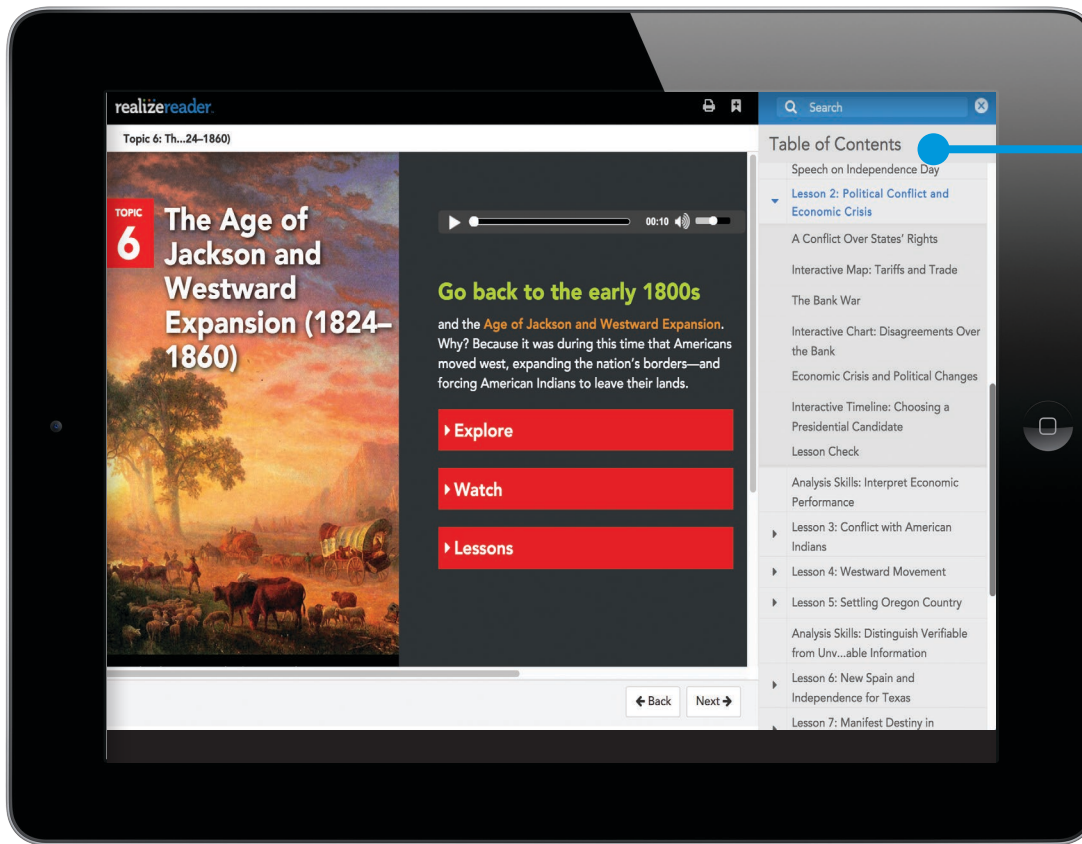 realizereader.
Topic 6: Th...24–1860)
TOPIC
6
The Age of
Jackson and
Westward
Expansion (1824–
1860)
00:10
Go back to the early 1800s
and the Age of Jackson and Westward Expansion.
Why? Because it was during this time that Americans
moved west, expanding the nation's borders—and
forcing American Indians to leave their lands.
Explore
Watch
Lessons
Back
Next
Search
Table of Contents
Speech on Independence Day
Lesson 2: Political Conflict and
Economic Crisis
A Conflict Over States' Rights
Interactive Map: Tariffs and Trade
The Bank War
Interactive Chart: Disagreements Over
the Bank
Economic Crisis and Political Changes
Interactive Timeline: Choosing a
Presidential Candidate
Lesson Check
Analysis Skills: Interpret Economic
Performance
Lesson 3: Conflict with American
Indians
Lesson 4: Westward Movement
Lesson 5: Settling Oregon Country
Analysis Skills: Distinguish Verifiable
from Unv...able Information
Lesson 6: New Spain and
Independence for Texas
Lesson 7: Manifest Destiny in